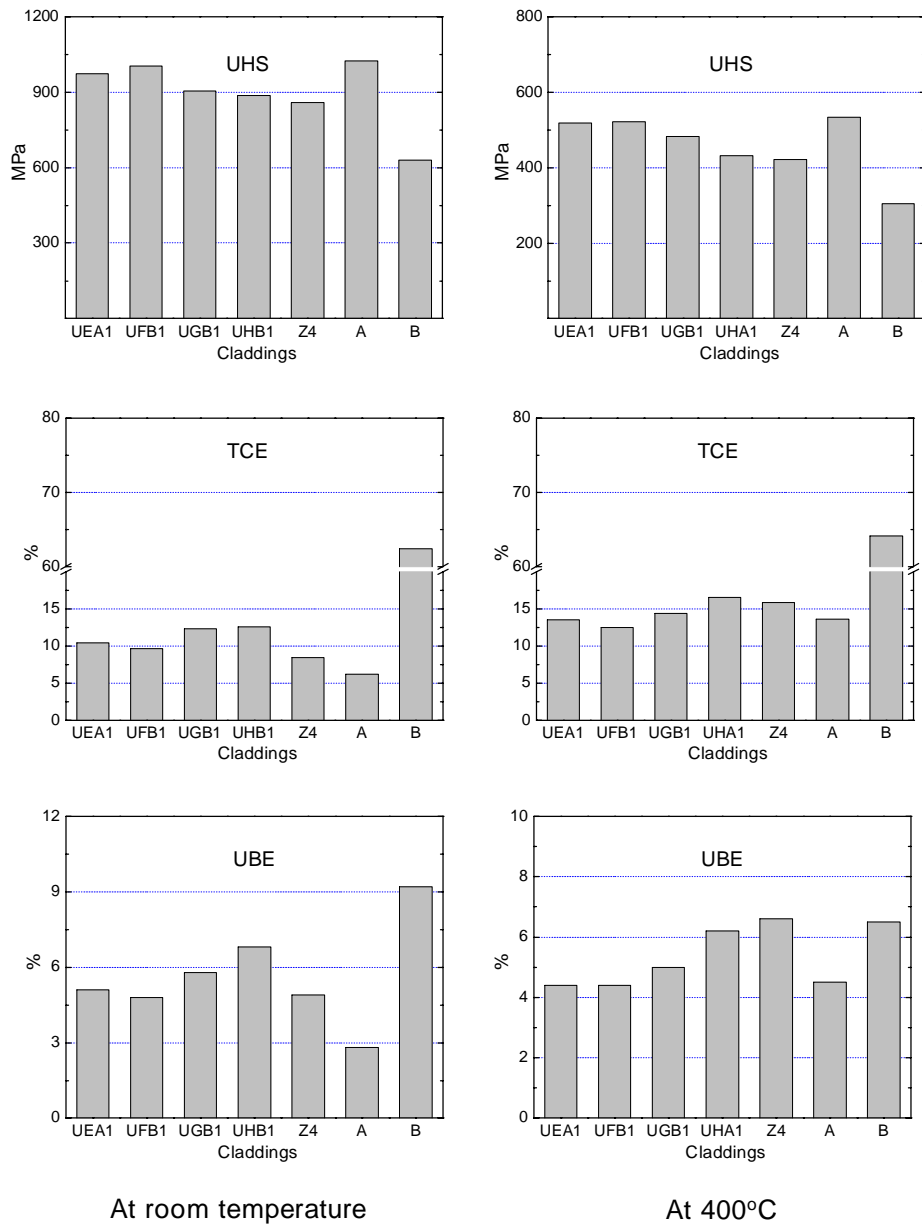 1200
900
600
300
MPa
UHS
UEA1 UFB1 UGB1 UHB1 Z4 A B
Claddings
800
600
400
200
MPa
UHS
UEA1 UFB1 UGB1 UHA1 Z4 A B
Claddings
80
70
60
15
10
5
0
%
TCE
UEA1 UFB1 UGB1 UHB1 Z4 A B
Claddings
80
70
60
15
10
5
0
%
TCE
UEA1 UFB1 UGB1 UHA1 Z4 A B
Claddings
12
9
6
3
0
%
UBE
UEA1 UFB1 UGB1 UHB1 Z4 A B
Claddings
10
8
6
4
2
0
%
UBE
UEA1 UFB1 UGB1 UHA1 Z4 A B
Claddings
At room temperature
At 400°C